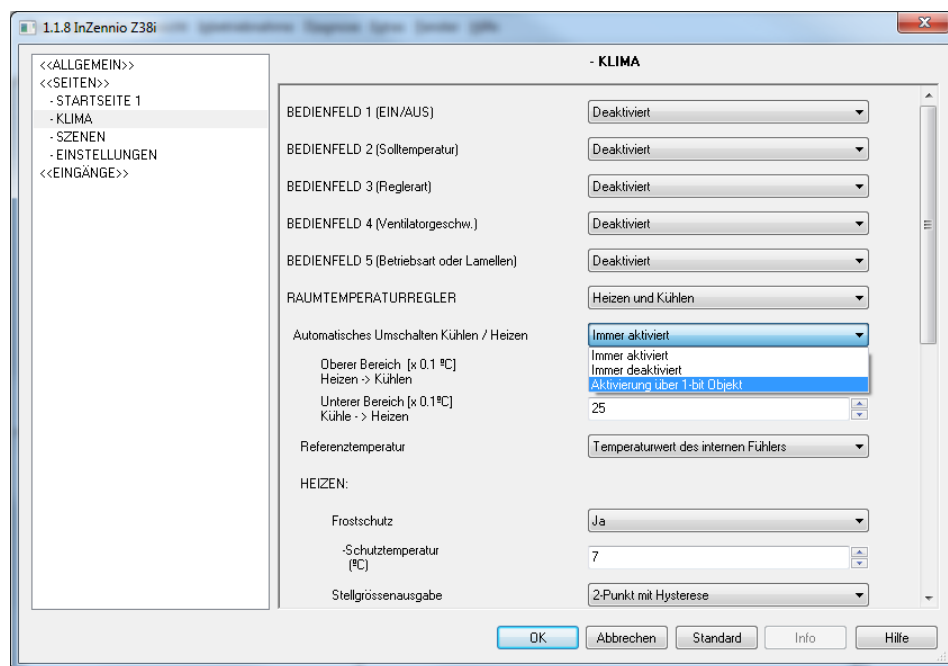 1.1.8 InZennio Z38i
<<ALLGEMEIN>>
<<SEITEN>>
- STARTSEITE 1
- KLIMA
- SZENEN
- EINSTELLUNGEN
<<EINGÄNGE>>
- KLIMA
BEDIENFELD 1 (EIN/AUS) Deaktiviert
BEDIENFELD 2 (Solltemperatur) Deaktiviert
BEDIENFELD 3 (Reglerart) Deaktiviert
BEDIENFELD 4 (Ventilatorgeschw.) Deaktiviert
BEDIENFELD 5 (Betriebsart oder Lamellen) Deaktiviert
RAUMTEMPERATURREGLER Heizen und Kühlen
Automatisches Umschalten Kühlen / Heizen Immer aktiviert
Immer aktiviert
Immer deaktiviert
Aktivierung über 1-bit Objekt
Oberer Bereich [x 0.1 ºC]
Heizen -> Kühlen
Unterer Bereich [x 0.1ºC]
Kühle - > Heizen
25
Referenztemperatur Temperaturwert des internen Fühlers
HEIZEN:
Frostschutz Ja
-Schutztemperatur
(ºC)
7
Stellgrössenausgabe 2-Punkt mit Hysterese
OK Abbrechen Standard Info Hilfe